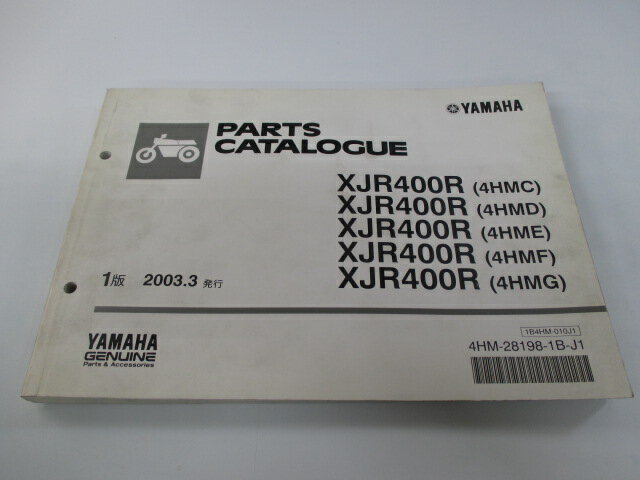 YAMAHA
PARTS
CATALOGUE
XJR400R (4HMC)
XJR400R (4HMD)
XJR400R (4HME)
XJR400R (4HMF)
XJR400R (4HMG)
1版 2003.3 発行
YAMAHA
GENUINE
Parts & Accessories
1B4HM-010J1
4HM-28198-1B-J1